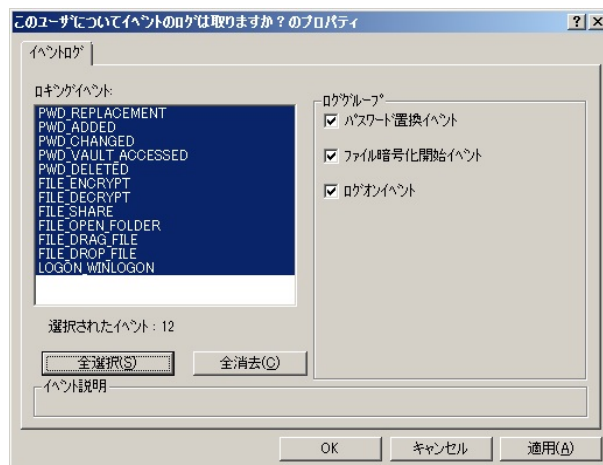 このユーザについてイベントのログは取りますか？のプロパティ
イベントログ
ロキングイベント:
PWD_REPLACEMENT
PWD_ADDED
PWD_CHANGED
PWD_VAULT_ACCESSED
PWD_DELETED
FILE_ENCRYPT
FILE_DECRYPT
FILE_SHARE
FILE_OPEN_FOLDER
FILE_DRAG_FILE
FILE_DROP_FILE
LOGON_WINLOGON
選択されたイベント : 12
全選択(S)
全消去(C)
ロググループ
パスワード置換イベント
ファイル暗号化開始イベント
ログオンイベント
イベント説明
OK
キャンセル
適用(A)